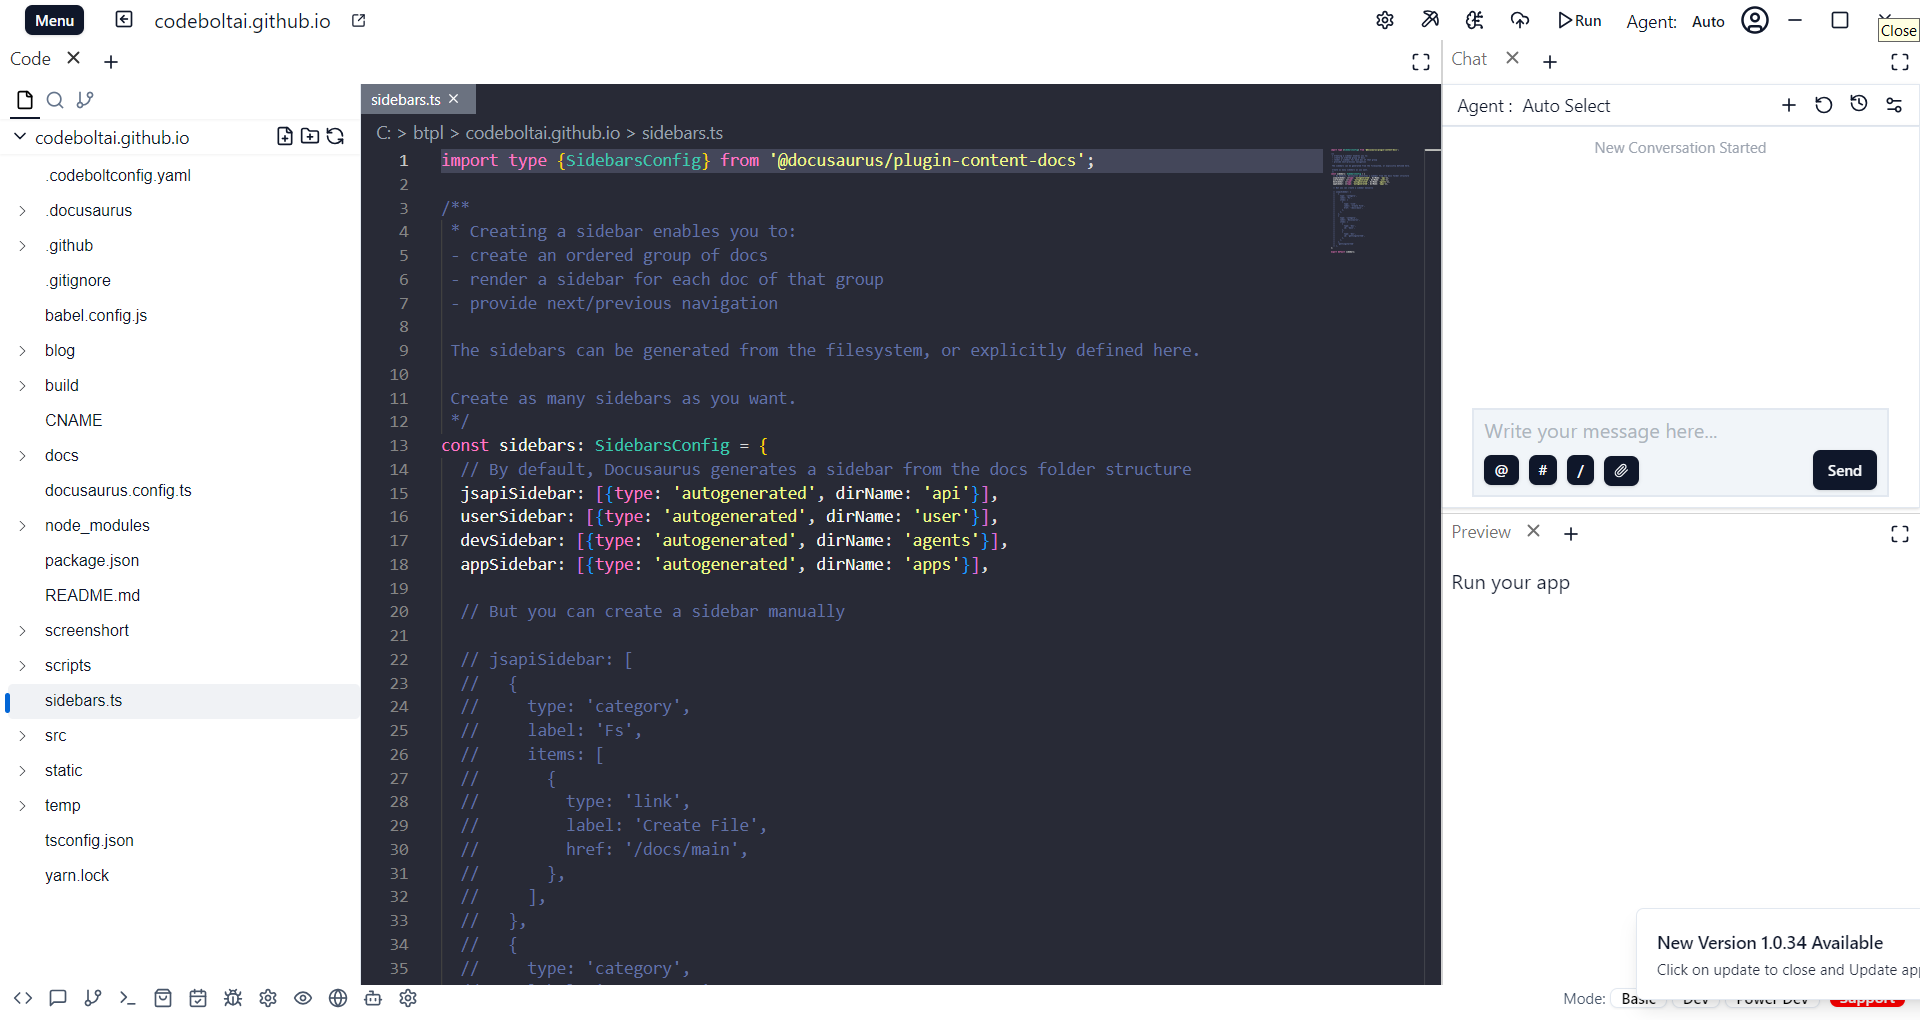 Menu
codeboltai.github.io
Run
Agent: Auto
Close
Code
Chat
sidebars.ts
Agent : Auto Select
codeboltai.github.io
C: > btpl > codeboltai.github.io > sidebars.ts
New Conversation Started
.codeboltconfig.yaml
.docusaurus
.github
.gitignore
babel.config.js
blog
build
CNAME
docs
docusaurus.config.ts
node_modules
package.json
README.md
screenshort
scripts
sidebars.ts
src
static
temp
tsconfig.json
yarn.lock
1 import type {SidebarsConfig} from '@docusaurus/plugin-content-docs';
2
3 /**
4 * Creating a sidebar enables you to:
5 - create an ordered group of docs
6 - render a sidebar for each doc of that group
7 - provide next/previous navigation
8
9 The sidebars can be generated from the filesystem, or explicitly defined here.
10
11 Create as many sidebars as you want.
12 */
13 const sidebars: SidebarsConfig = {
14 // By default, Docusaurus generates a sidebar from the docs folder structure
15 jsapiSidebar: [{type: 'autogenerated', dirName: 'api'}],
16 userSidebar: [{type: 'autogenerated', dirName: 'user'}],
17 devSidebar: [{type: 'autogenerated', dirName: 'agents'}],
18 appSidebar: [{type: 'autogenerated', dirName: 'apps'}],
19
20 // But you can create a sidebar manually
21
22 // jsapiSidebar: [
23 // {
24 // type: 'category',
25 // label: 'Fs',
26 // items: [
27 // {
28 // type: 'link',
29 // label: 'Create File',
30 // href: '/docs/main',
31 // },
32 // ],
33 // },
34 // {
35 // type: 'category',
Write your message here...
@ # /
Send
Preview
Run your app
New Version 1.0.34 Available
Click on update to close and Update app
Mode: Basic Dev Power Dev Support